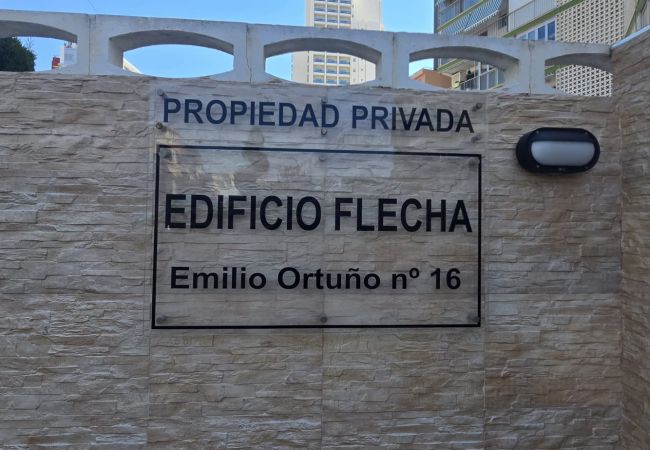 PROPIEDAD PRIVADA
EDIFICIO FLECHA
Emilio Ortuño nº 16